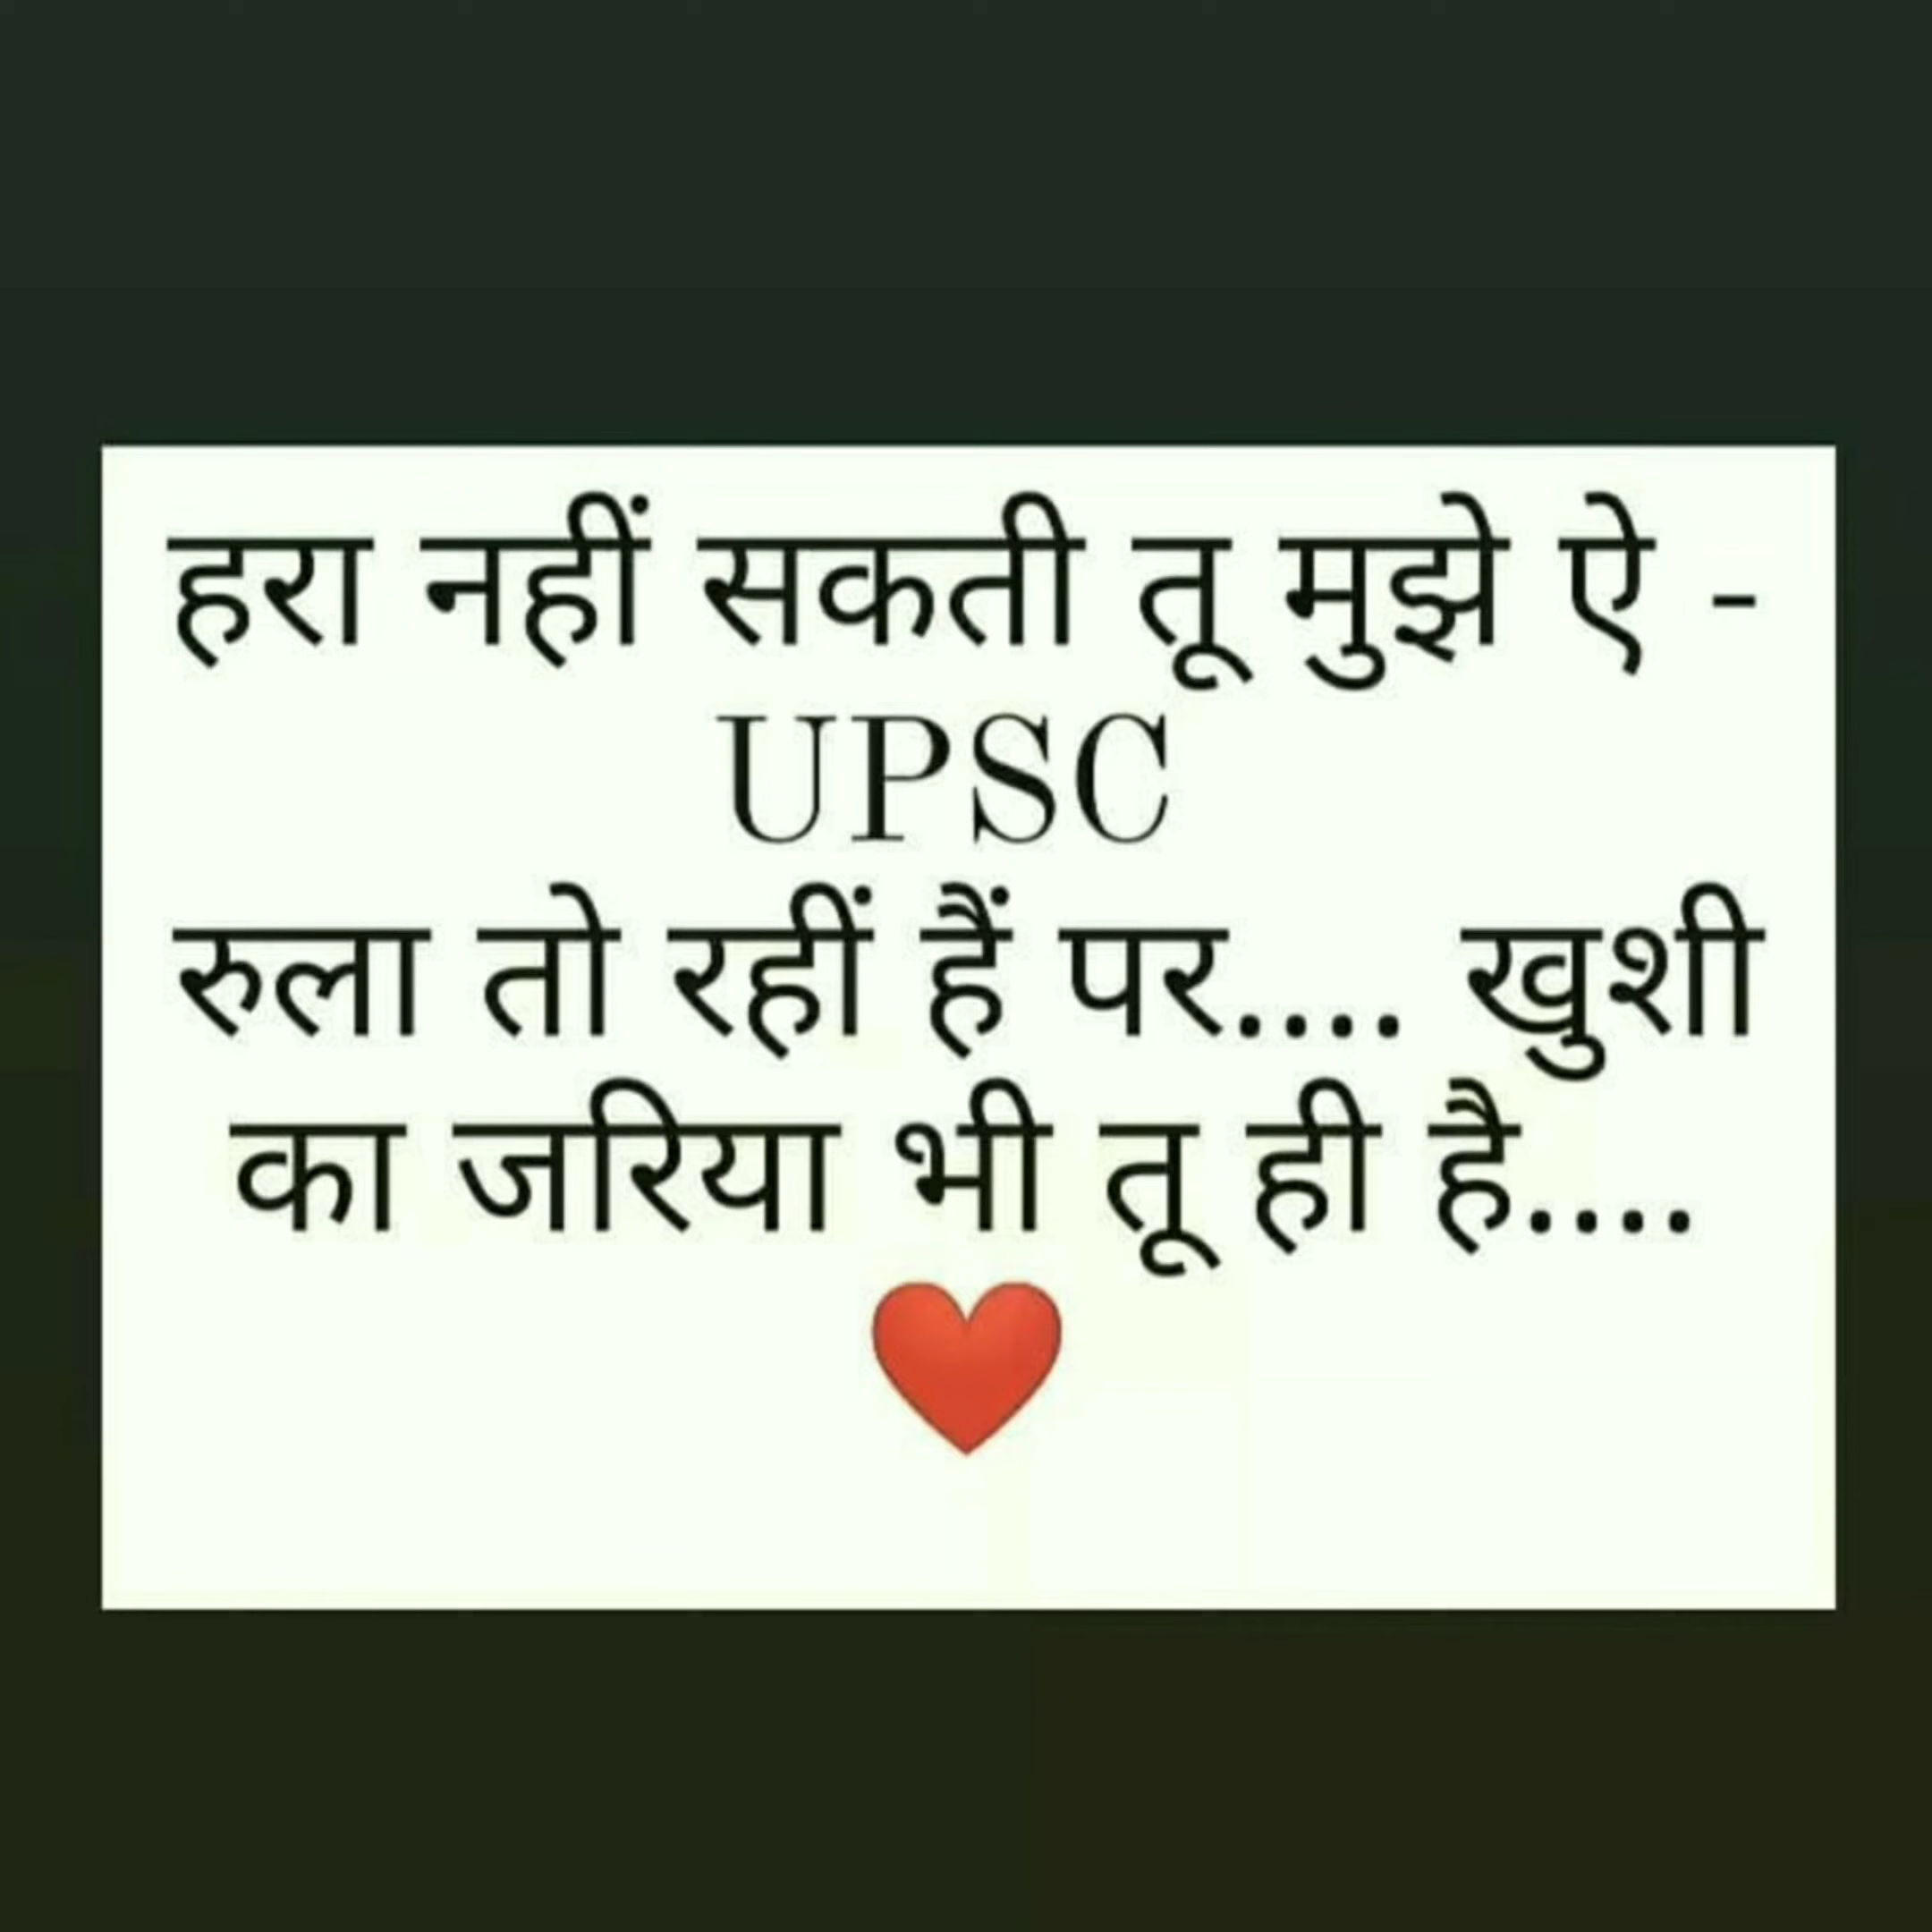 हरा नहीं सकती तू मुझे ऐ -
UPSC
रुला तो रहीं हैं पर.... खुशी
का जरिया भी तू ही है....
❤️